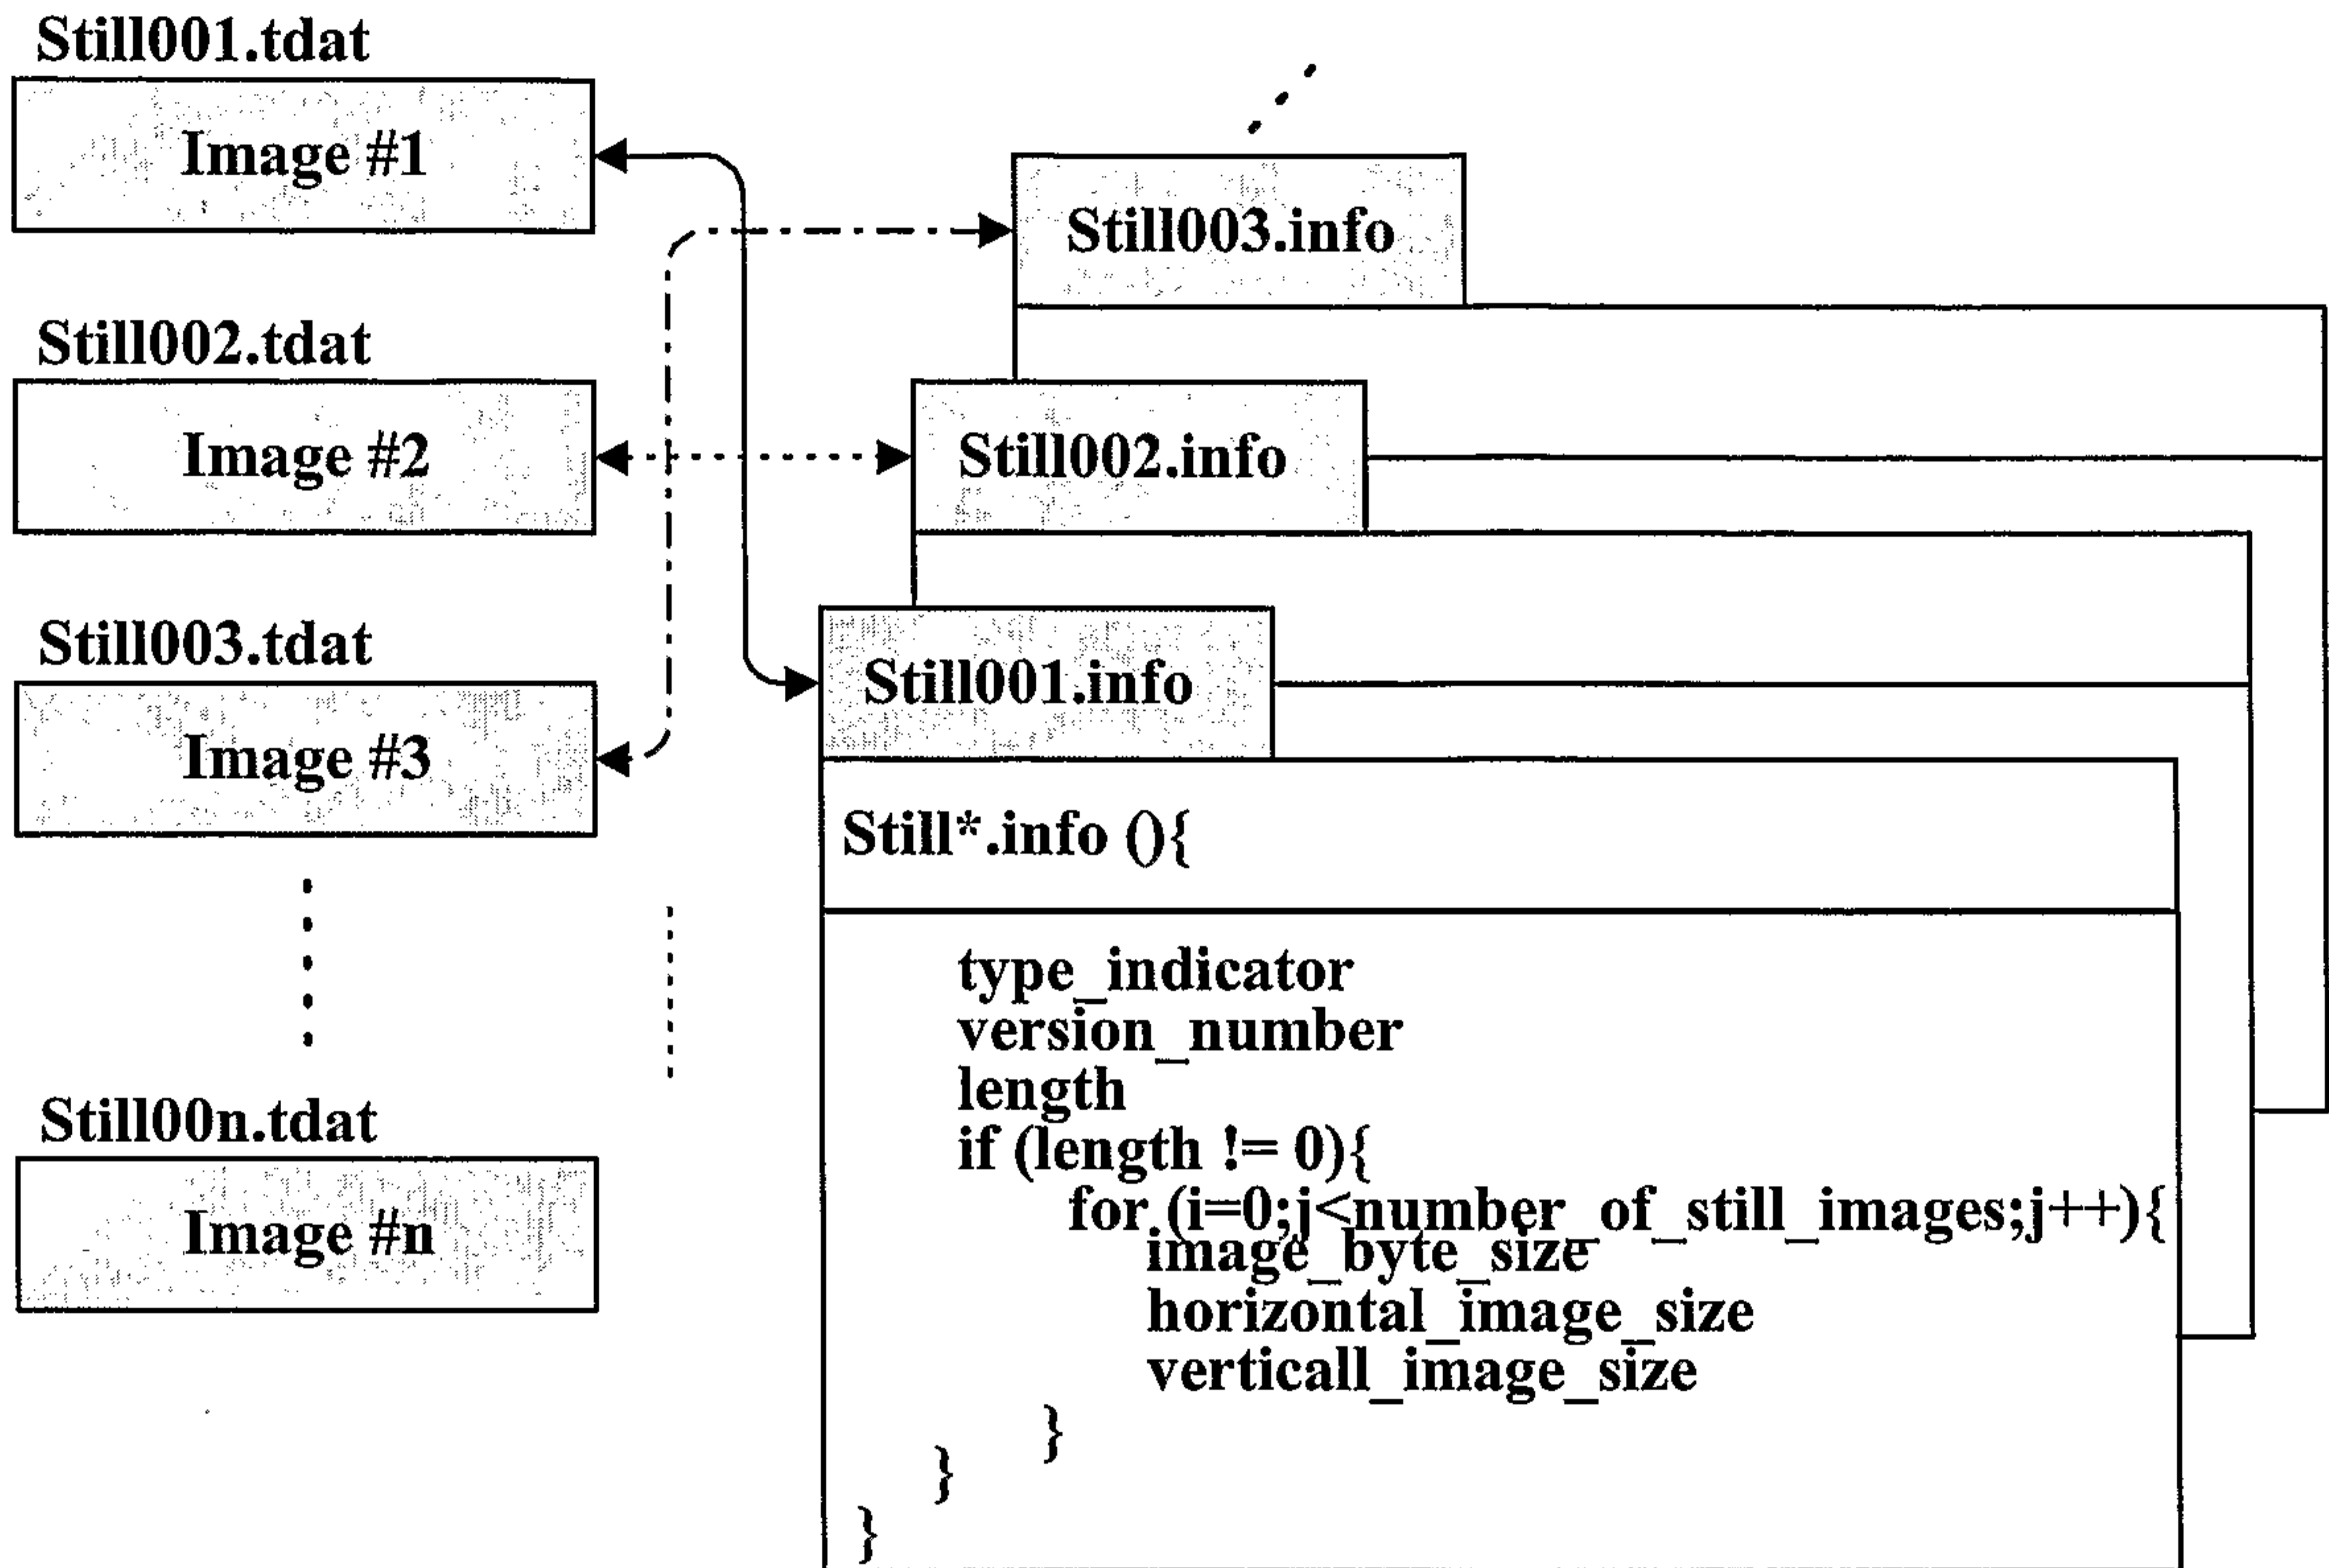 Still001.tdat
Image #1
Still002.tdat
Image #2
Still003.tdat
Image #3
Still00n.tdat
Image #n
Still003.info
Still002.info
Still001.info
Still*.info (){
type_indicator
version_number
length
if (length != 0){
for (i=0;j<number_of_still_images;j++){
image_byte_size
horizontal_image_size
verticall_image_size
}
}
}